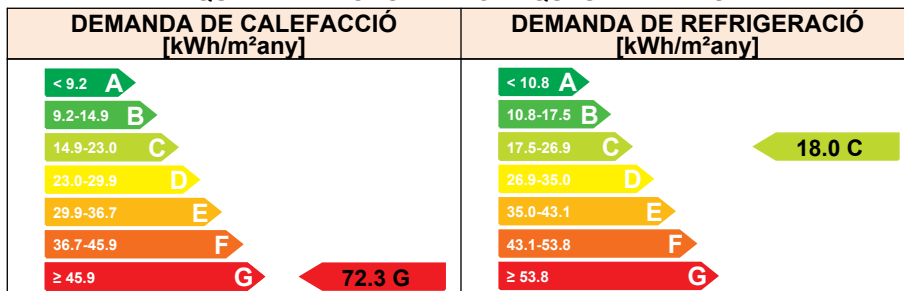 DEMANDA DE CALEFACCIÓ
[kWh/m²any]
< 9.2 A
9.2-14.9 B
14.9-23.0 C
23.0-29.9 D
29.9-36.7 E
36.7-45.9 F
≥ 45.9 G
72.3 G
DEMANDA DE REFRIGERACIÓ
[kWh/m²any]
< 10.8 A
10.8-17.5 B
17.5-26.9 C
18.0 C
26.9-35.0 D
35.0-43.1 E
43.1-53.8 F
≥ 53.8 G